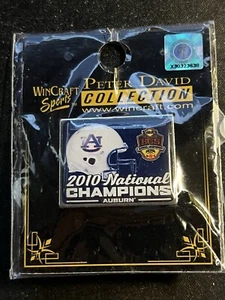 WINCRAFT
Sports
PETER DAVID
COLLECTION
www.wincraft.com
AU
2010 National
CHAMPIONS
AUBURN